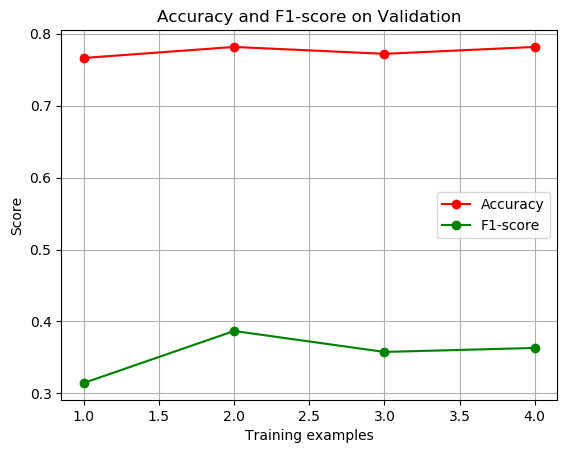 Accuracy and F1-score on Validation
0.8
0.7
0.6
0.5
0.4
0.3
Score
Accuracy
F1-score
1.0 1.5 2.0 2.5 3.0 3.5 4.0
Training examples